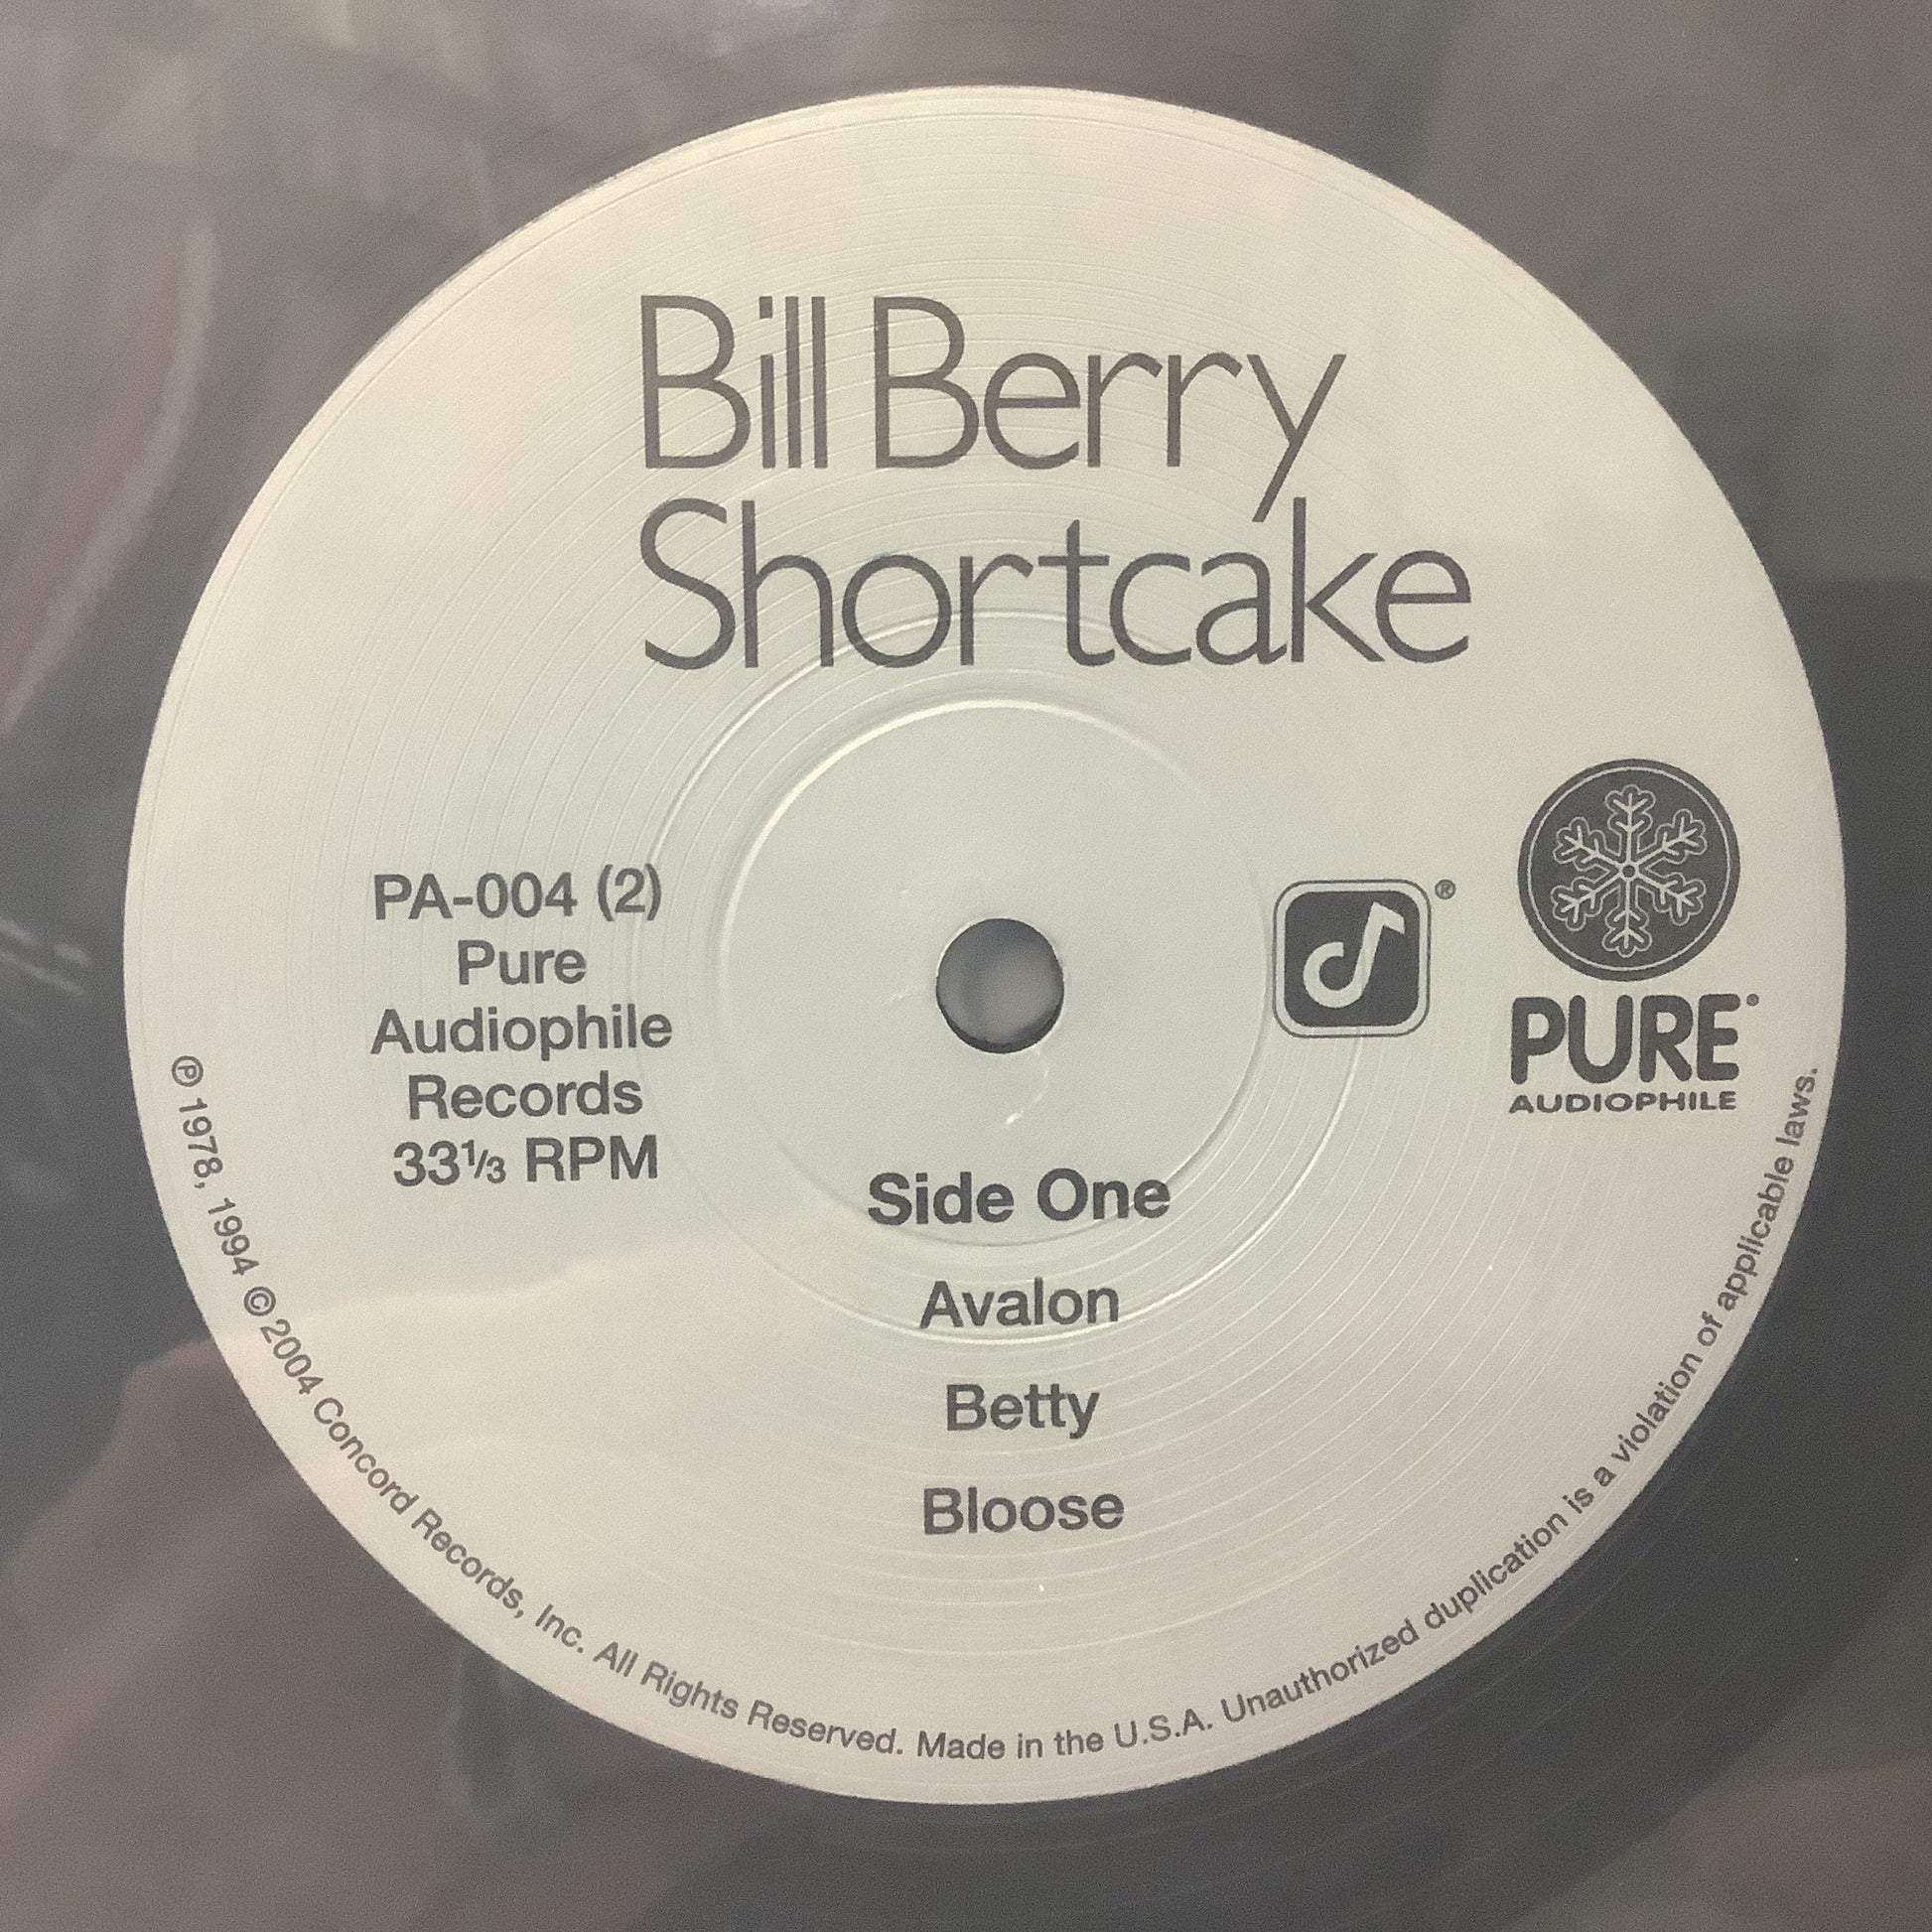 Bill Berry
Shortcake
PA-004 (2)
Pure
Audiophile
Records
33⅓ RPM
®
PURE
AUDIOPHILE
Side One
Avalon
Betty
Bloose
℗ 1978, 1994 © 2004 Concord Records, Inc. All Rights Reserved. Made in the U.S.A. Unauthorized duplication is a violation of applicable laws.